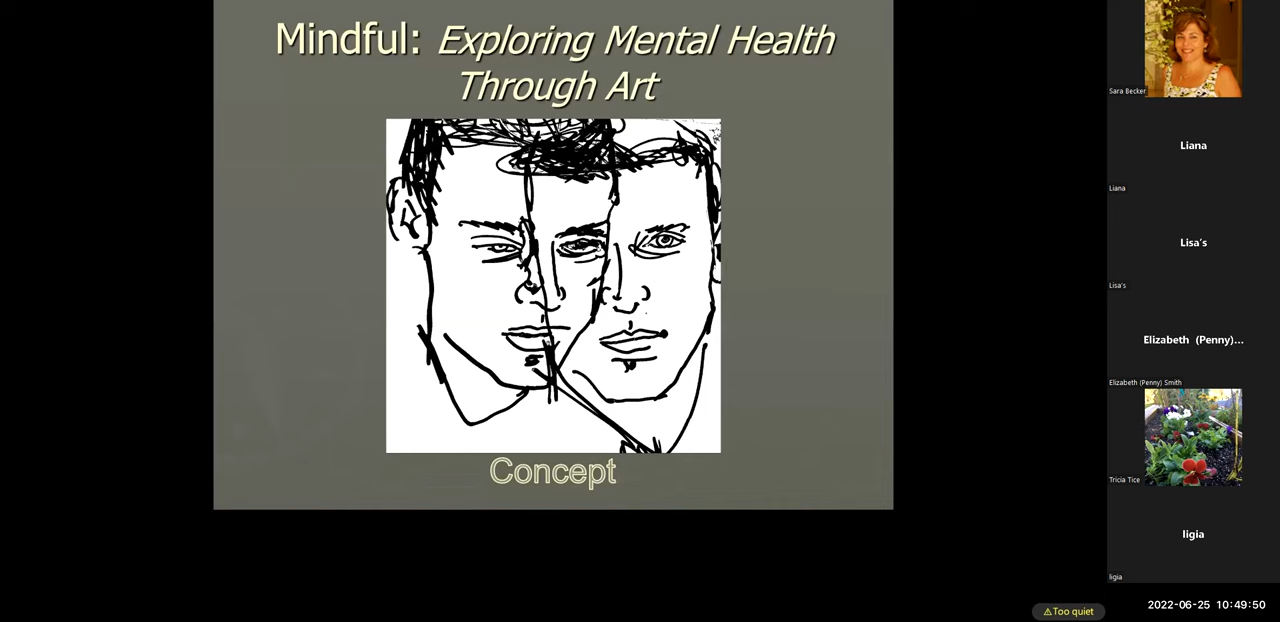 Mindful: Exploring Mental Health
Through Art
Concept
Sara Becker
Liana
Liana
Lisa's
Lisa's
Elizabeth (Penny)...
Elizabeth (Penny) Smith
Tricia Tice
ligia
ligia
⚠Too quiet
2022-06-25 10:49:50